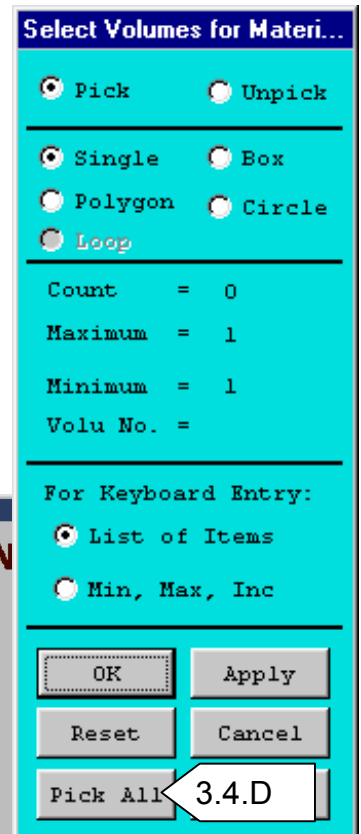 Select Volumes for Materi...
Pick Unpick
Single Box
Polygon Circle
Loop
Count = 0
Maximum = 1
Minimum = 1
Volu No. =
For Keyboard Entry:
List of Items
Min, Max, Inc
OK Apply
Reset Cancel
Pick All 3.4.D